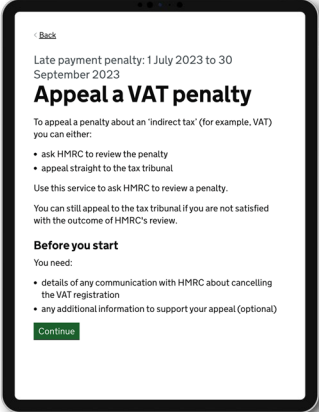 < Back
Late payment penalty: 1 July 2023 to 30
September 2023
Appeal a VAT penalty
To appeal a penalty about an 'indirect tax' (for example, VAT)
you can either:
• ask HMRC to review the penalty
• appeal straight to the tax tribunal
Use this service to ask HMRC to review a penalty.
You can still appeal to the tax tribunal if you are not satisfied
with the outcome of HMRC's review.
Before you start
You need:
• details of any communication with HMRC about cancelling
the VAT registration
• any additional information to support your appeal (optional)
Continue